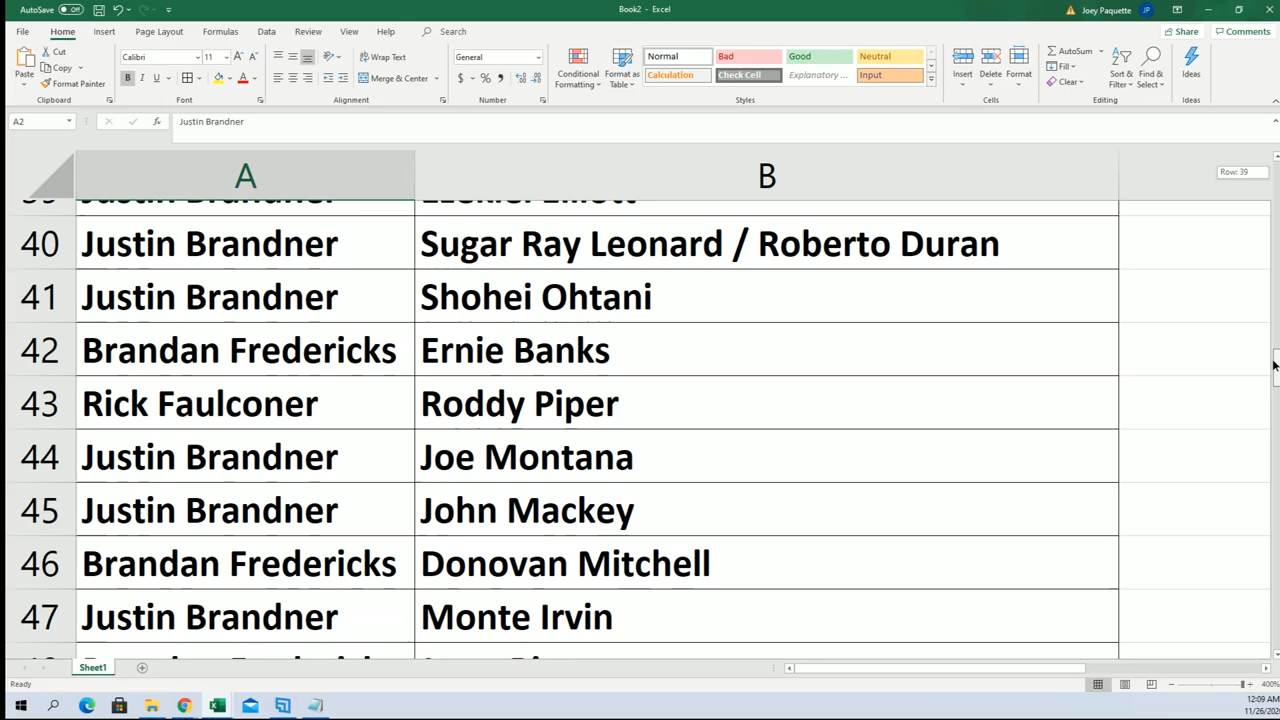 AutoSave Off Book2 - Excel Joey Paquette JP
File Home Insert Page Layout Formulas Data Review View Help Search Share Comments
Paste Cut Copy Format Painter Clipboard
Calibri 11 Font
Wrap Text Merge & Center Alignment
General Number
Conditional Formatting Format as Table
Normal Bad Good Neutral
Calculation Check Cell Explanatory ... Input
Styles
Insert Delete Format Cells
AutoSum Fill Clear Sort & Filter Find & Select Editing
Ideas Ideas
A2 Justin Brandner
A B
Row: 39
40 Justin Brandner Sugar Ray Leonard / Roberto Duran
41 Justin Brandner Shohei Ohtani
42 Brandan Fredericks Ernie Banks
43 Rick Faulconer Roddy Piper
44 Justin Brandner Joe Montana
45 Justin Brandner John Mackey
46 Brandan Fredericks Donovan Mitchell
47 Justin Brandner Monte Irvin
Sheet1
Ready 400%
12:09 AM